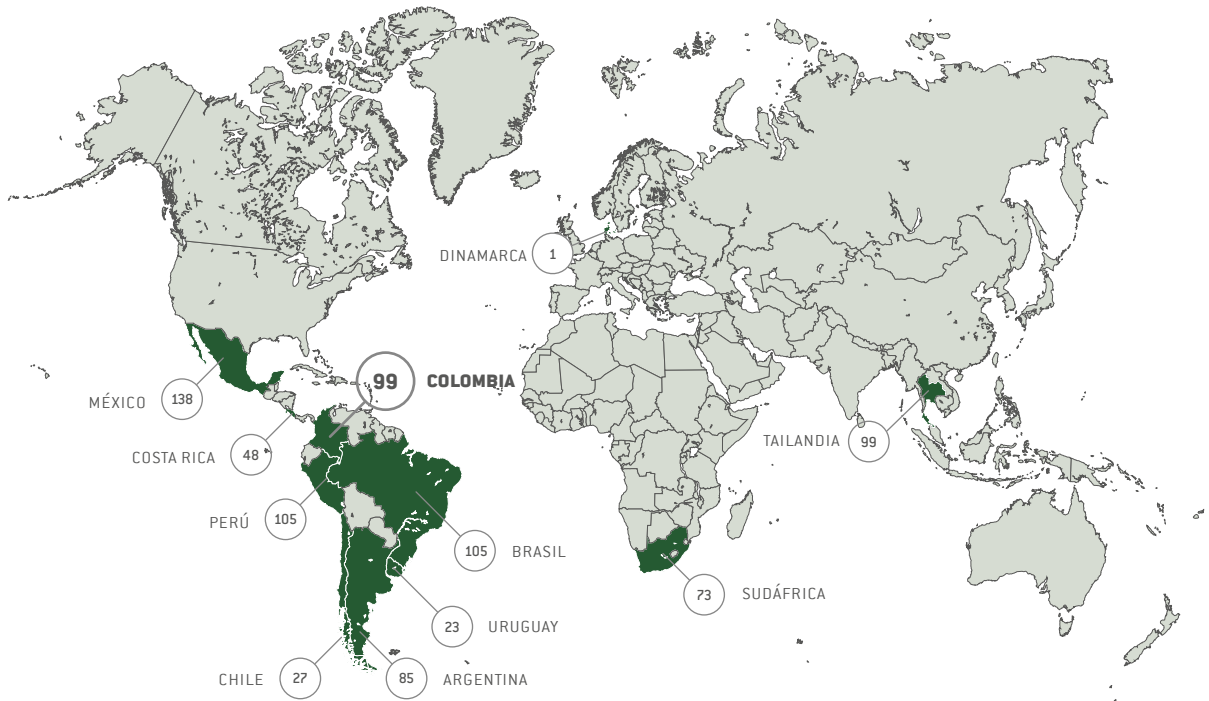 DINAMARCA 1
99 COLOMBIA
MÉXICO 138
TAILANDIA 99
COSTA RICA 48
PERÚ 105
105 BRASIL
73 SUDÁFRICA
23 URUGUAY
CHILE 27
85 ARGENTINA